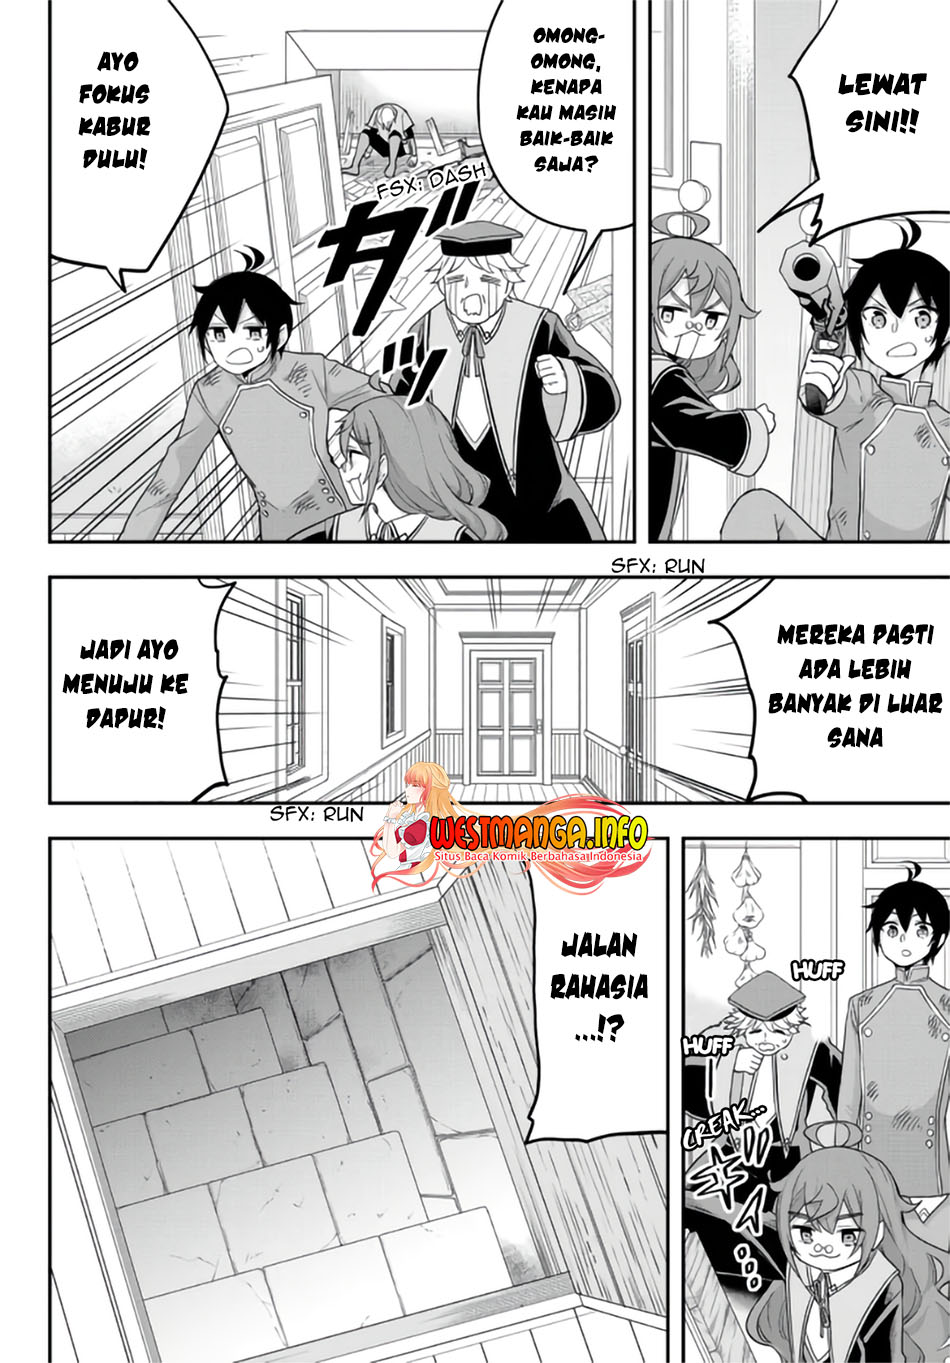 LEWAT
SINI!!
OMONG-
OMONG,
KENAPA
KAU MASIH
BAIK-BAIK
SAJA?
AYO
FOKUS
KABUR
DULU!
FSX: DASH
ダッ
SFX: RUN
MEREKA PASTI
ADA LEBIH
BANYAK DI LUAR
SANA
JADI AYO
MENUJU KE
DAPUR!
SFX: RUN
WESTMANGA.INFO
Situs Baca Komik Berbahasa Indonesia
HUFF
HUFF
CREAK...
JALAN
RAHASIA
...!?